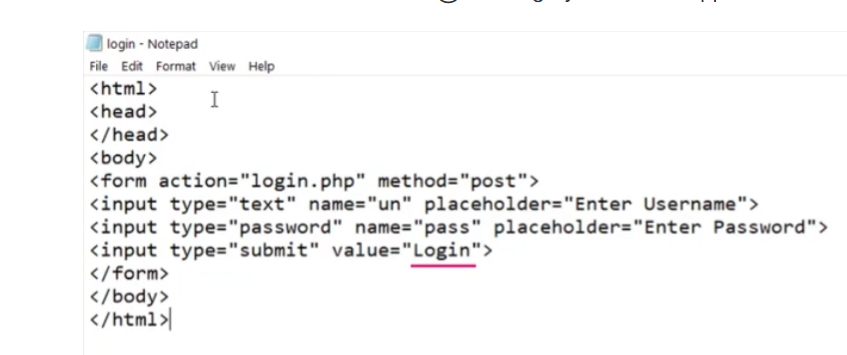 login - Notepad
File Edit Format View Help
<html>
<head>
</head>
<body>
<form action="login.php" method="post">
<input type="text" name="un" placeholder="Enter Username">
<input type="password" name="pass" placeholder="Enter Password">
<input type="submit" value="Login">
</form>
</body>
</html>